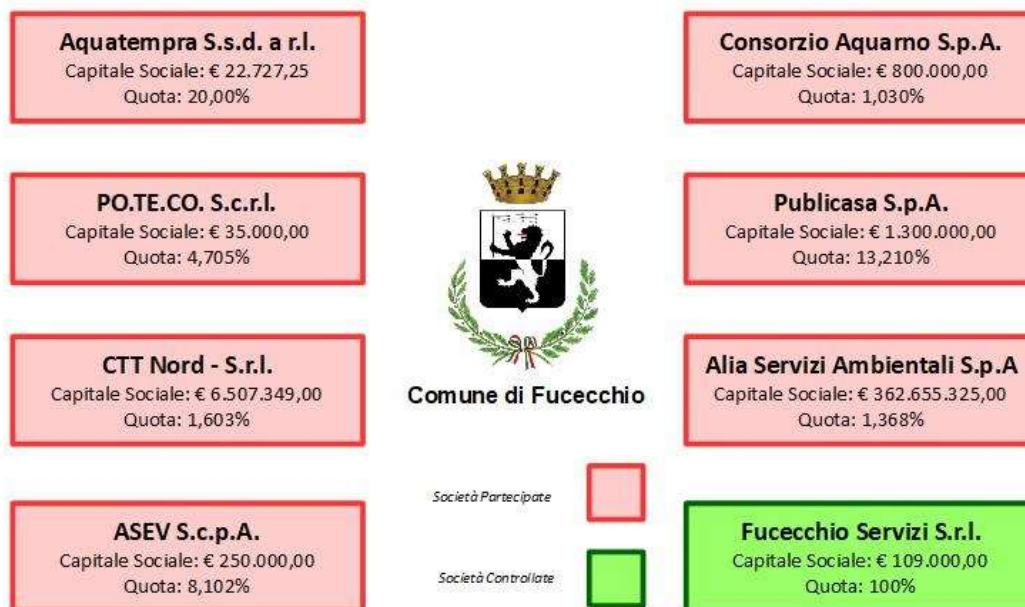 Aquatempra S.s.d. a r.l.
Capitale Sociale: € 22.727,25
Quota: 20,00%
Consorzio Aquarno S.p.A.
Capitale Sociale: € 800.000,00
Quota: 1,030%
PO.TE.CO. S.c.r.l.
Capitale Sociale: € 35.000,00
Quota: 4,705%
Publicasa S.p.A.
Capitale Sociale: € 1.300.000,00
Quota: 13,210%
CTT Nord - S.r.l.
Capitale Sociale: € 6.507.349,00
Quota: 1,603%
Comune di Fucecchio
Alia Servizi Ambientali S.p.A
Capitale Sociale: € 362.655.325,00
Quota: 1,368%
Società Partecipate
ASEV S.c.p.A.
Capitale Sociale: € 250.000,00
Quota: 8,102%
Società Controllate
Fucecchio Servizi S.r.l.
Capitale Sociale: € 109.000,00
Quota: 100%